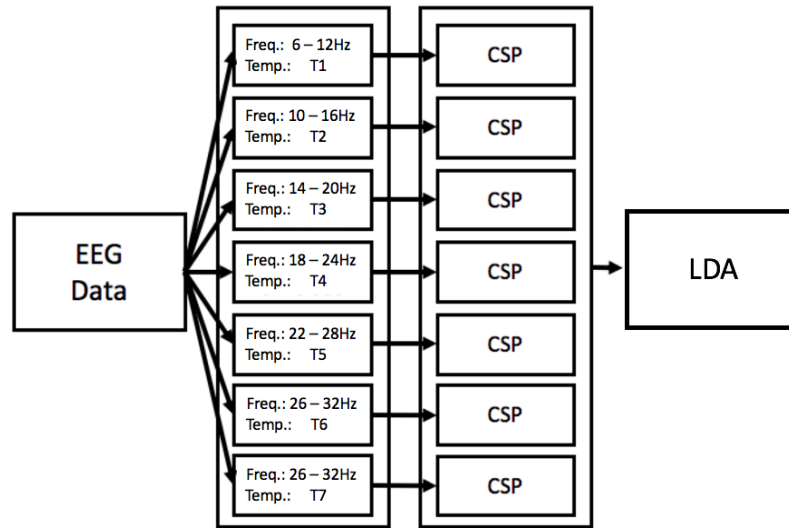 EEG
Data
Freq.: 6 – 12Hz
Temp.: T1
Freq.: 10 – 16Hz
Temp.: T2
Freq.: 14 – 20Hz
Temp.: T3
Freq.: 18 – 24Hz
Temp.: T4
Freq.: 22 – 28Hz
Temp.: T5
Freq.: 26 – 32Hz
Temp.: T6
Freq.: 26 – 32Hz
Temp.: T7
CSP
CSP
CSP
CSP
CSP
CSP
CSP
LDA